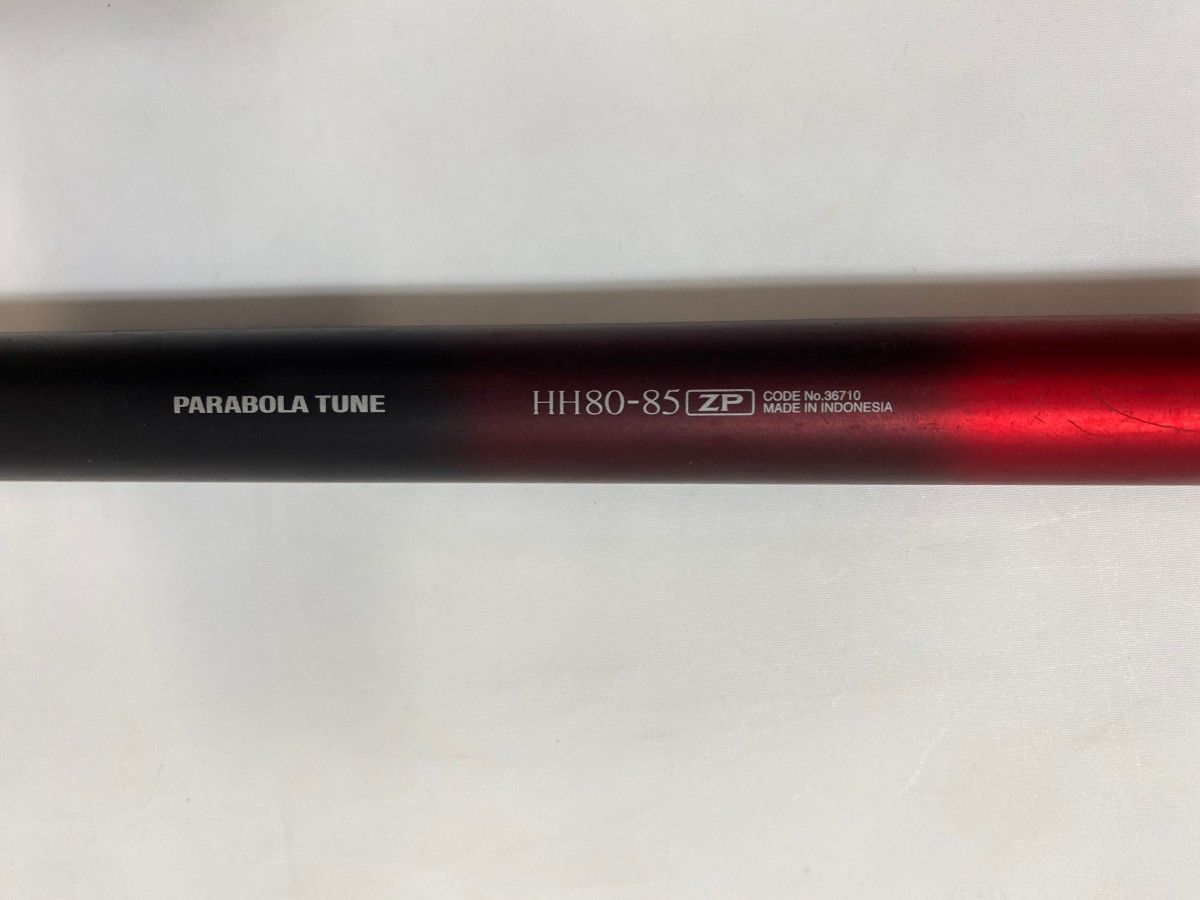 PARABOLA TUNE
HH80-85 ZP
CODE No.36710
MADE IN INDONESIA